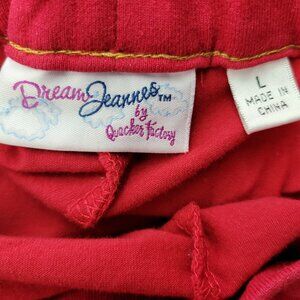 Dream Jeannes™
by
Quacker Factory
L
MADE IN
CHINA